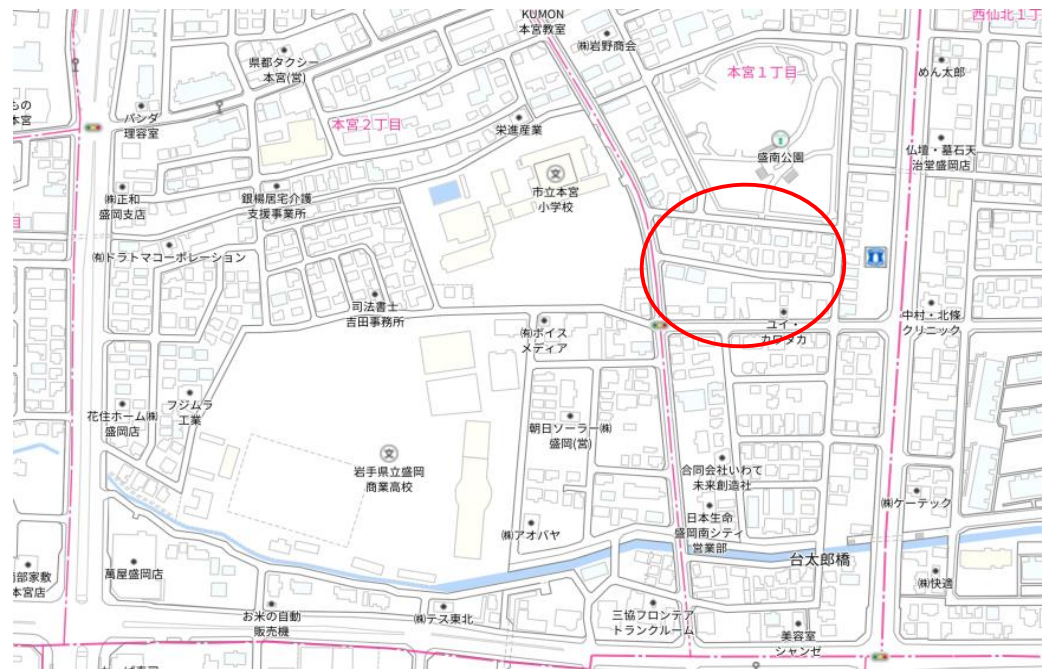 KUMON
本宮教室
西仙北1丁
㈱岩野商会
県都タクシー
本宮(営)
本宮1丁目
めん太郎
もの
本宮
パンダ
理容室
本宮2丁目
栄進産業
盛南公園
仏壇・墓石天
治堂盛岡店
㈱正和
盛岡支店
銀楊居宅介護
支援事業所
市立本宮
小学校
目
㈲ドラトマコーポレーション
司法書士
吉田事務所
㈲ボイス
メディア
ユイ・
カワタカ
中村・北條
クリニック
花住ホーム㈱
盛岡店
フジムラ
工業
朝日ソーラー㈱
盛岡(営)
岩手県立盛岡
商業高校
合同会社いわて
未来創造社
㈱ケーテック
日本生命
盛岡南シティ
営業部
㈱アオバヤ
台太郎橋
部家敷
本宮店
萬屋盛岡店
㈱快適
お米の自動
販売機
㈱テス東北
三協フロンテア
トランクルーム
美容室
シャンゼ